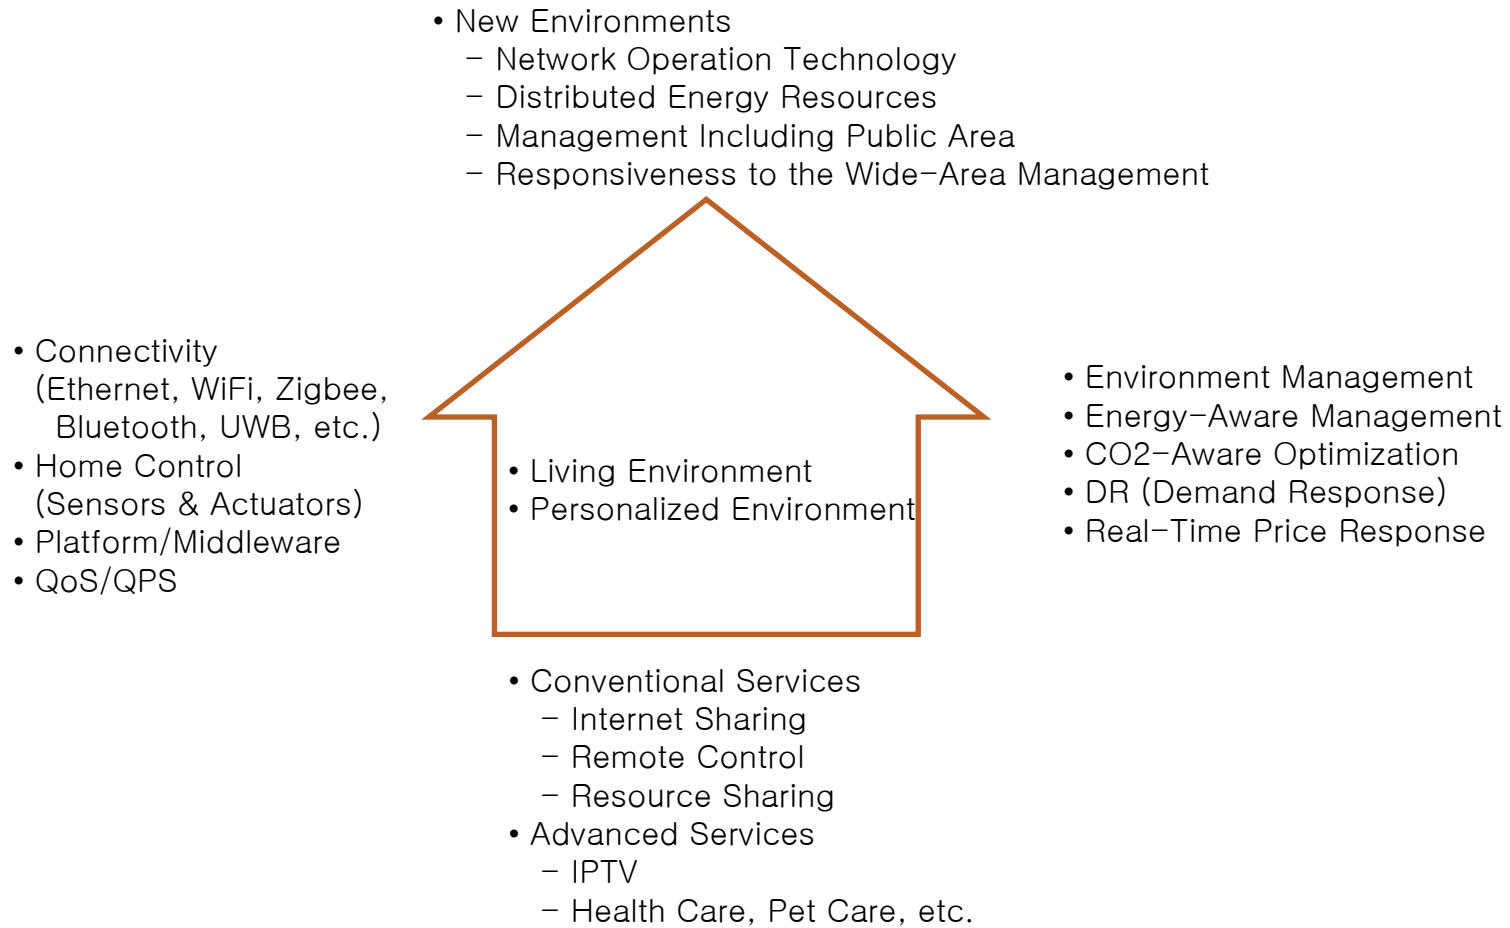 • New Environments
– Network Operation Technology
– Distributed Energy Resources
– Management Including Public Area
– Responsiveness to the Wide-Area Management
• Connectivity
(Ethernet, WiFi, Zigbee,
Bluetooth, UWB, etc.)
• Home Control
(Sensors & Actuators)
• Platform/Middleware
• QoS/QPS
• Living Environment
• Personalized Environment
• Environment Management
• Energy-Aware Management
• CO2-Aware Optimization
• DR (Demand Response)
• Real-Time Price Response
• Conventional Services
– Internet Sharing
– Remote Control
– Resource Sharing
• Advanced Services
– IPTV
– Health Care, Pet Care, etc.